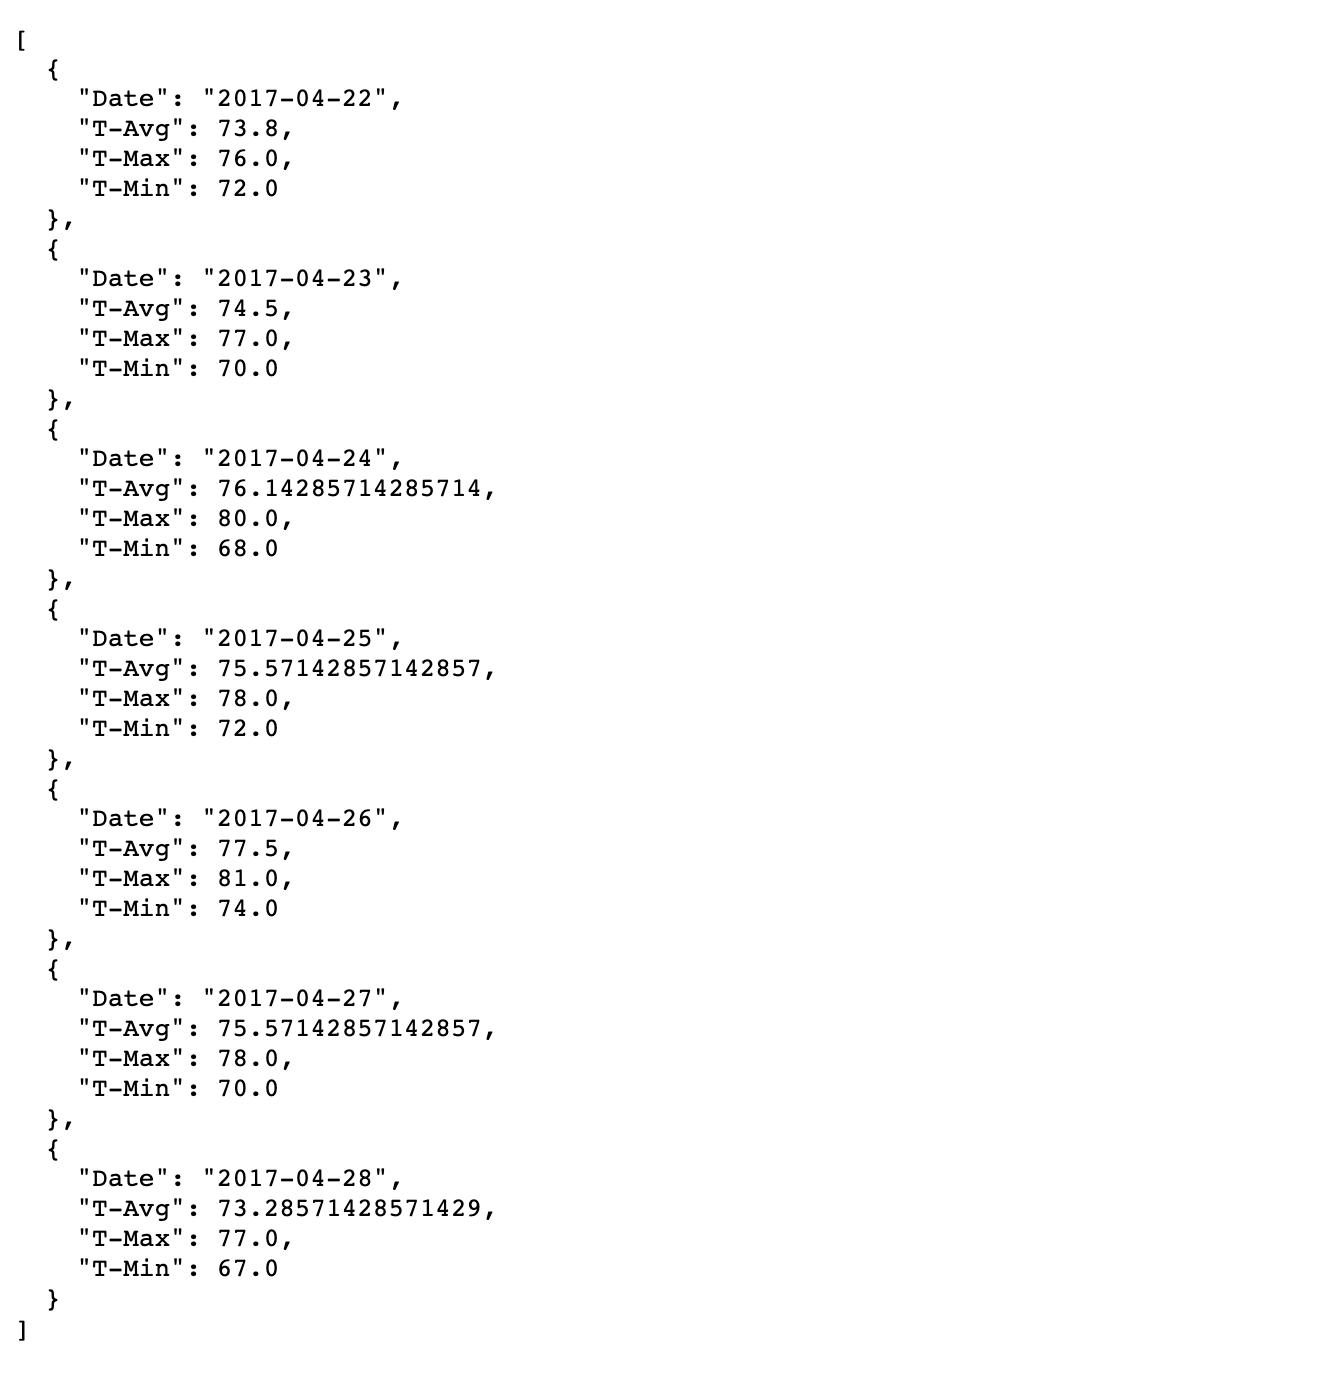 [
  {
    "Date": "2017-04-22",
    "T-Avg": 73.8,
    "T-Max": 76.0,
    "T-Min": 72.0
  },
  {
    "Date": "2017-04-23",
    "T-Avg": 74.5,
    "T-Max": 77.0,
    "T-Min": 70.0
  },
  {
    "Date": "2017-04-24",
    "T-Avg": 76.14285714285714,
    "T-Max": 80.0,
    "T-Min": 68.0
  },
  {
    "Date": "2017-04-25",
    "T-Avg": 75.57142857142857,
    "T-Max": 78.0,
    "T-Min": 72.0
  },
  {
    "Date": "2017-04-26",
    "T-Avg": 77.5,
    "T-Max": 81.0,
    "T-Min": 74.0
  },
  {
    "Date": "2017-04-27",
    "T-Avg": 75.57142857142857,
    "T-Max": 78.0,
    "T-Min": 70.0
  },
  {
    "Date": "2017-04-28",
    "T-Avg": 73.28571428571429,
    "T-Max": 77.0,
    "T-Min": 67.0
  }
]